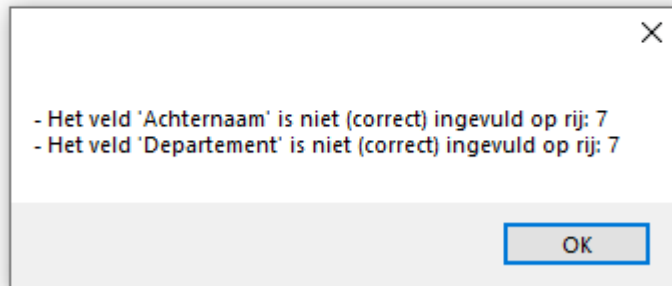 - Het veld 'Achternaam' is niet (correct) ingevuld op rij: 7
- Het veld 'Departement' is niet (correct) ingevuld op rij: 7
OK